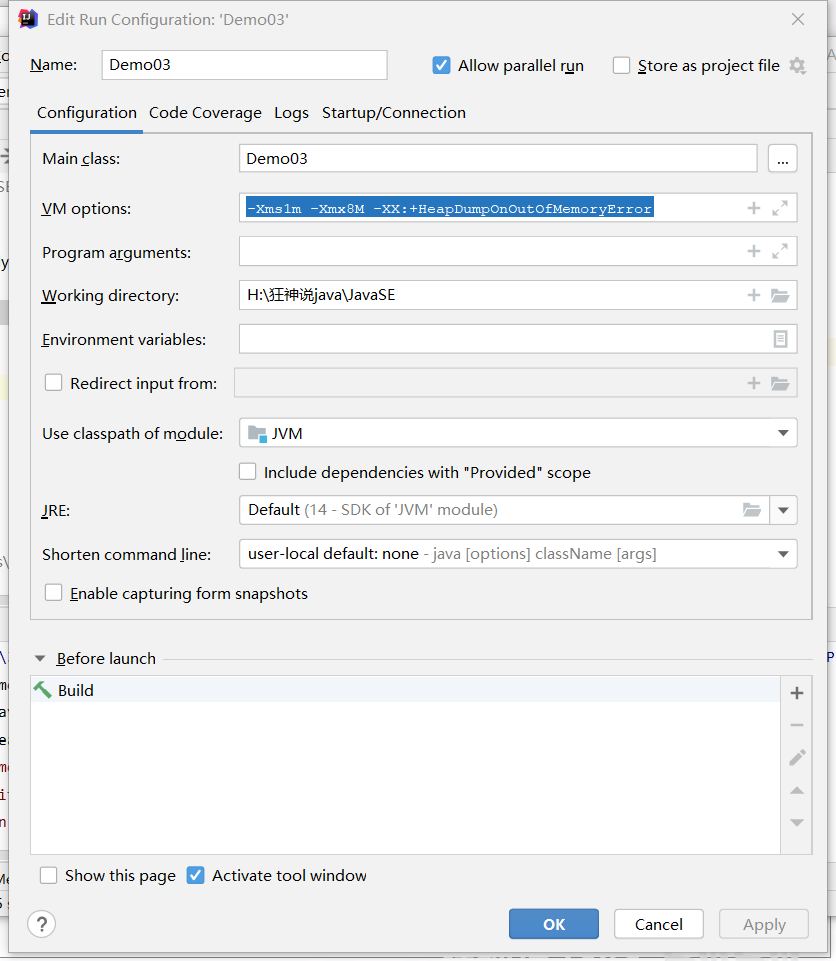 Edit Run Configuration: 'Demo03'
Name: Demo03 Allow parallel run Store as project file
Configuration Code Coverage Logs Startup/Connection
Main class: Demo03 ...
VM options: -Xms1m -Xmx8M -XX:+HeapDumpOnOutOfMemoryError
Program arguments:
Working directory: H:\狂神说java\JavaSE
Environment variables:
Redirect input from:
Use classpath of module: JVM
Include dependencies with "Provided" scope
JRE: Default (14 - SDK of 'JVM' module)
Shorten command line: user-local default: none - java [options] className [args]
Enable capturing form snapshots
Before launch
Build
Show this page Activate tool window
? OK Cancel Apply